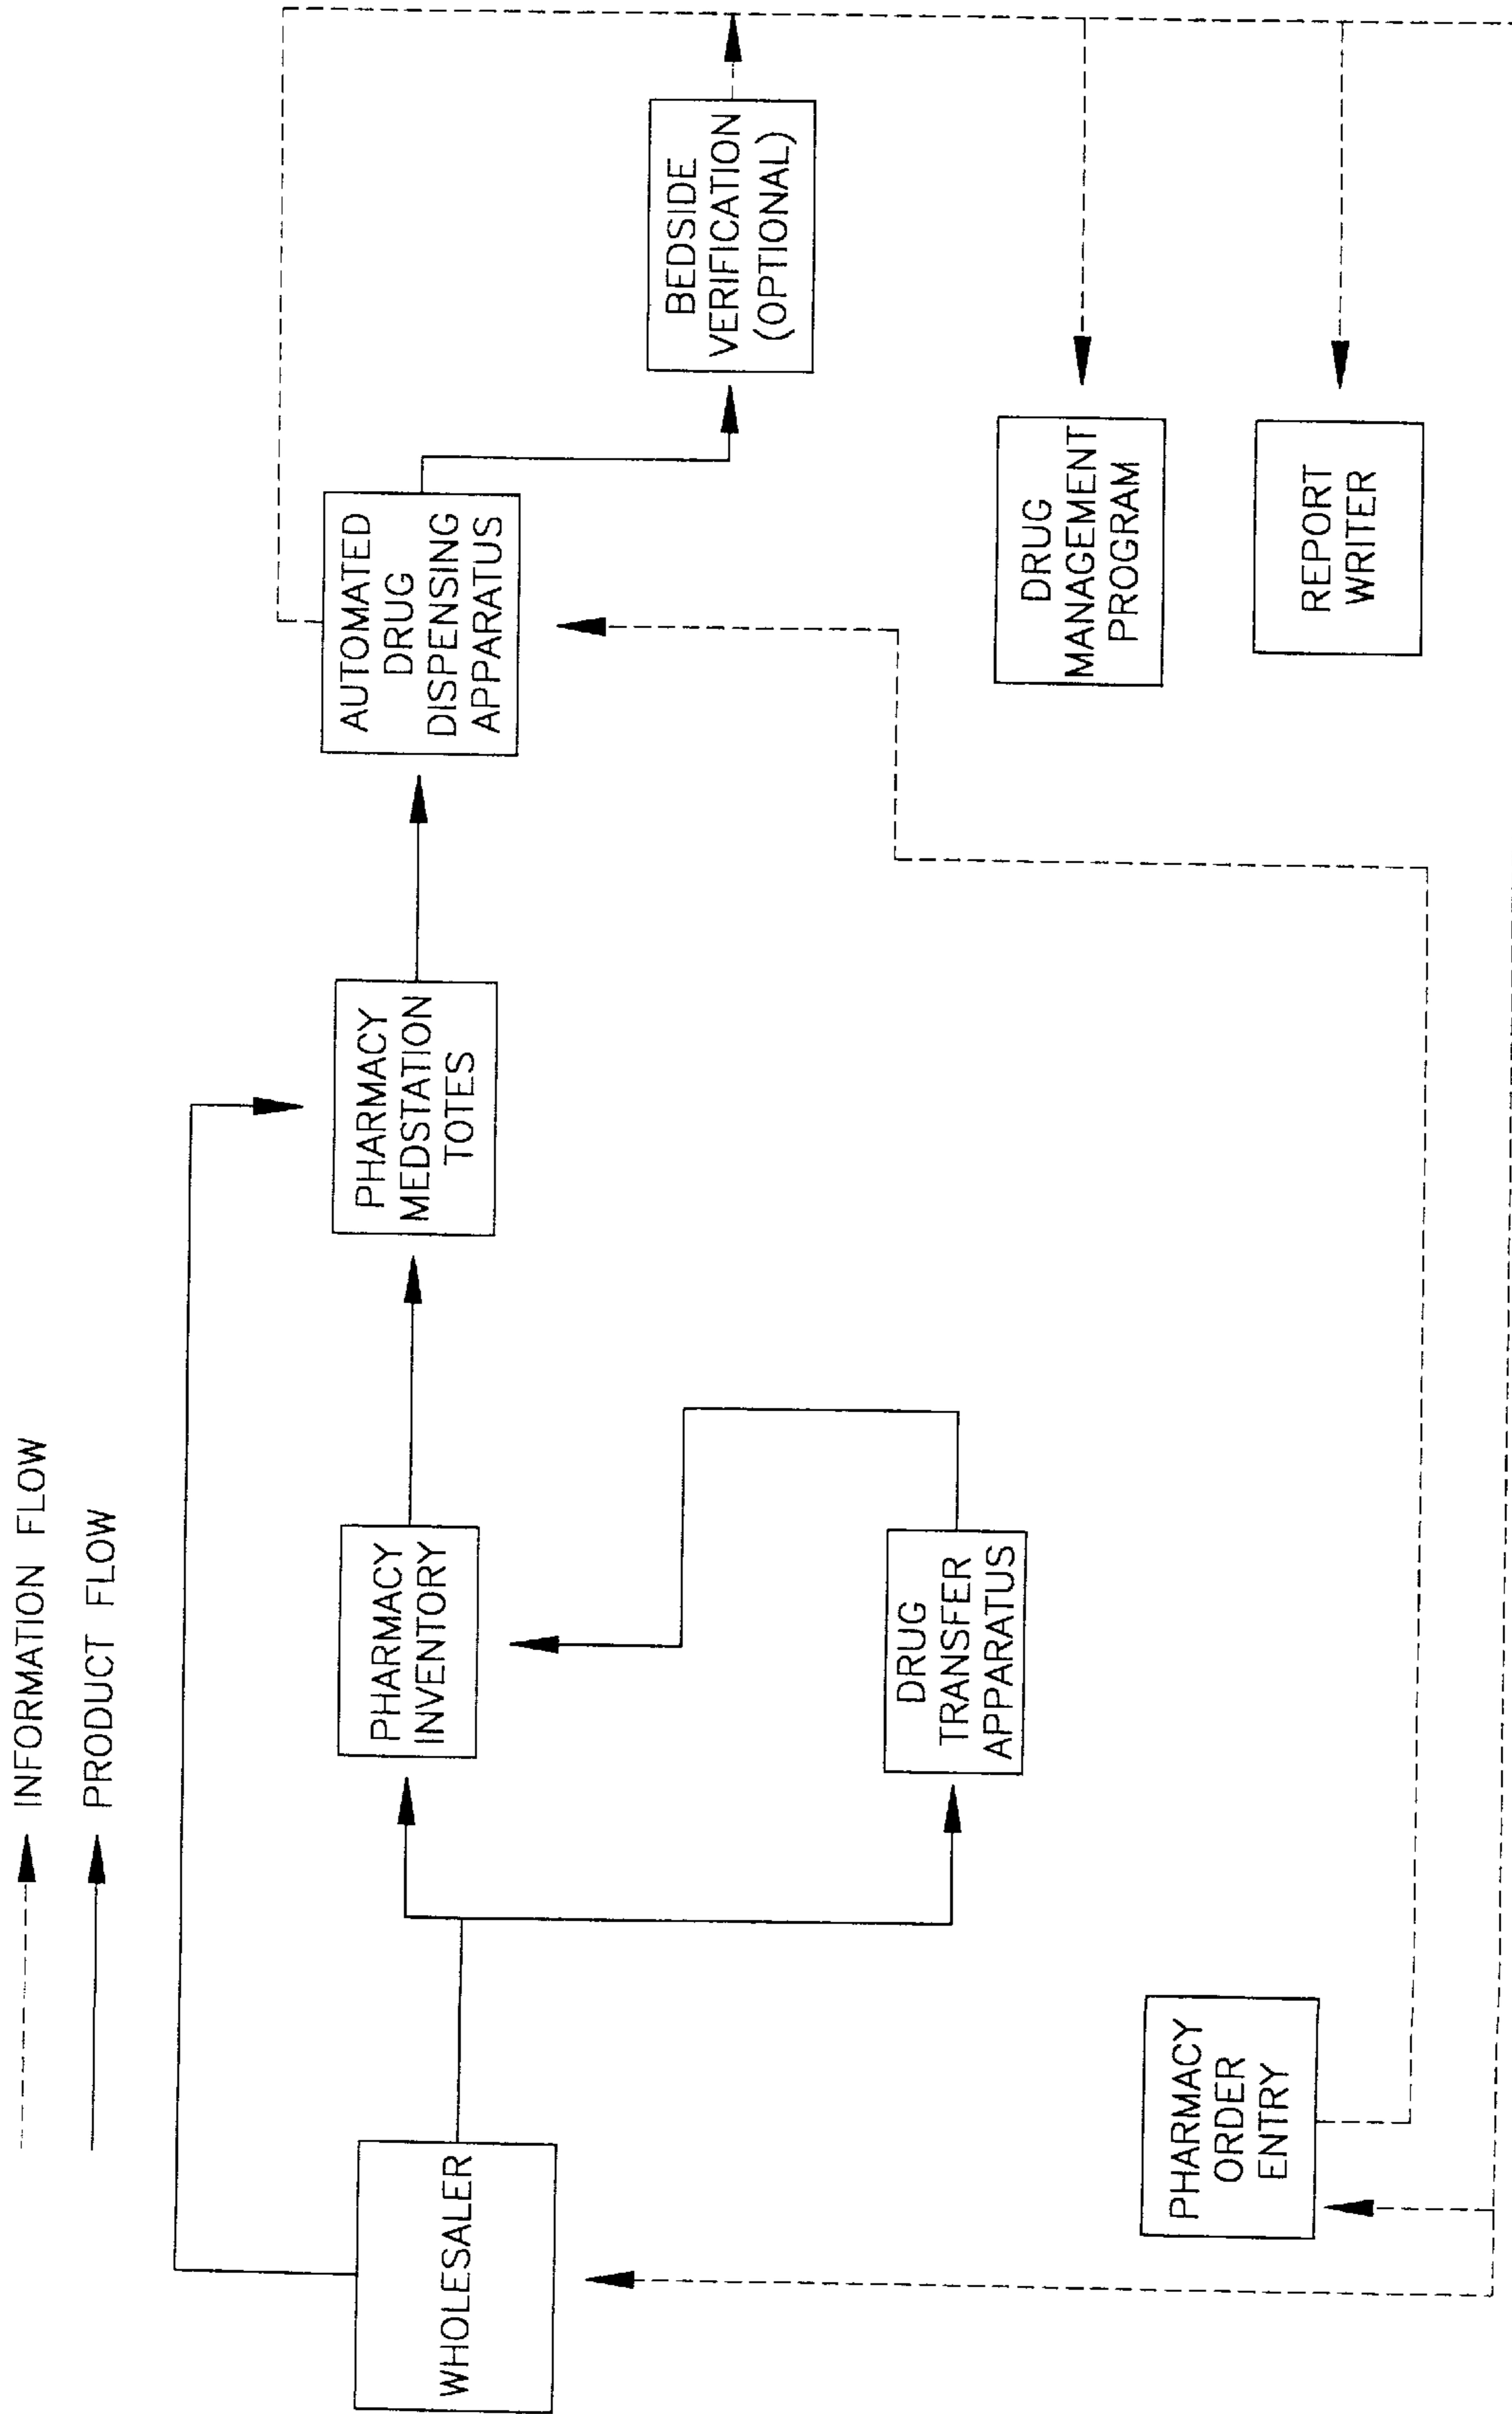 INFORMATION FLOW
PRODUCT FLOW
WHOLESALER
PHARMACY
INVENTORY
PHARMACY
MEDSTATION
TOTES
AUTOMATED
DRUG
DISPENSING
APPARATUS
BEDSIDE
VERIFICATION
(OPTIONAL)
DRUG
TRANSFER
APPARATUS
DRUG
MANAGEMENT
PROGRAM
PHARMACY
ORDER
ENTRY
REPORT
WRITER